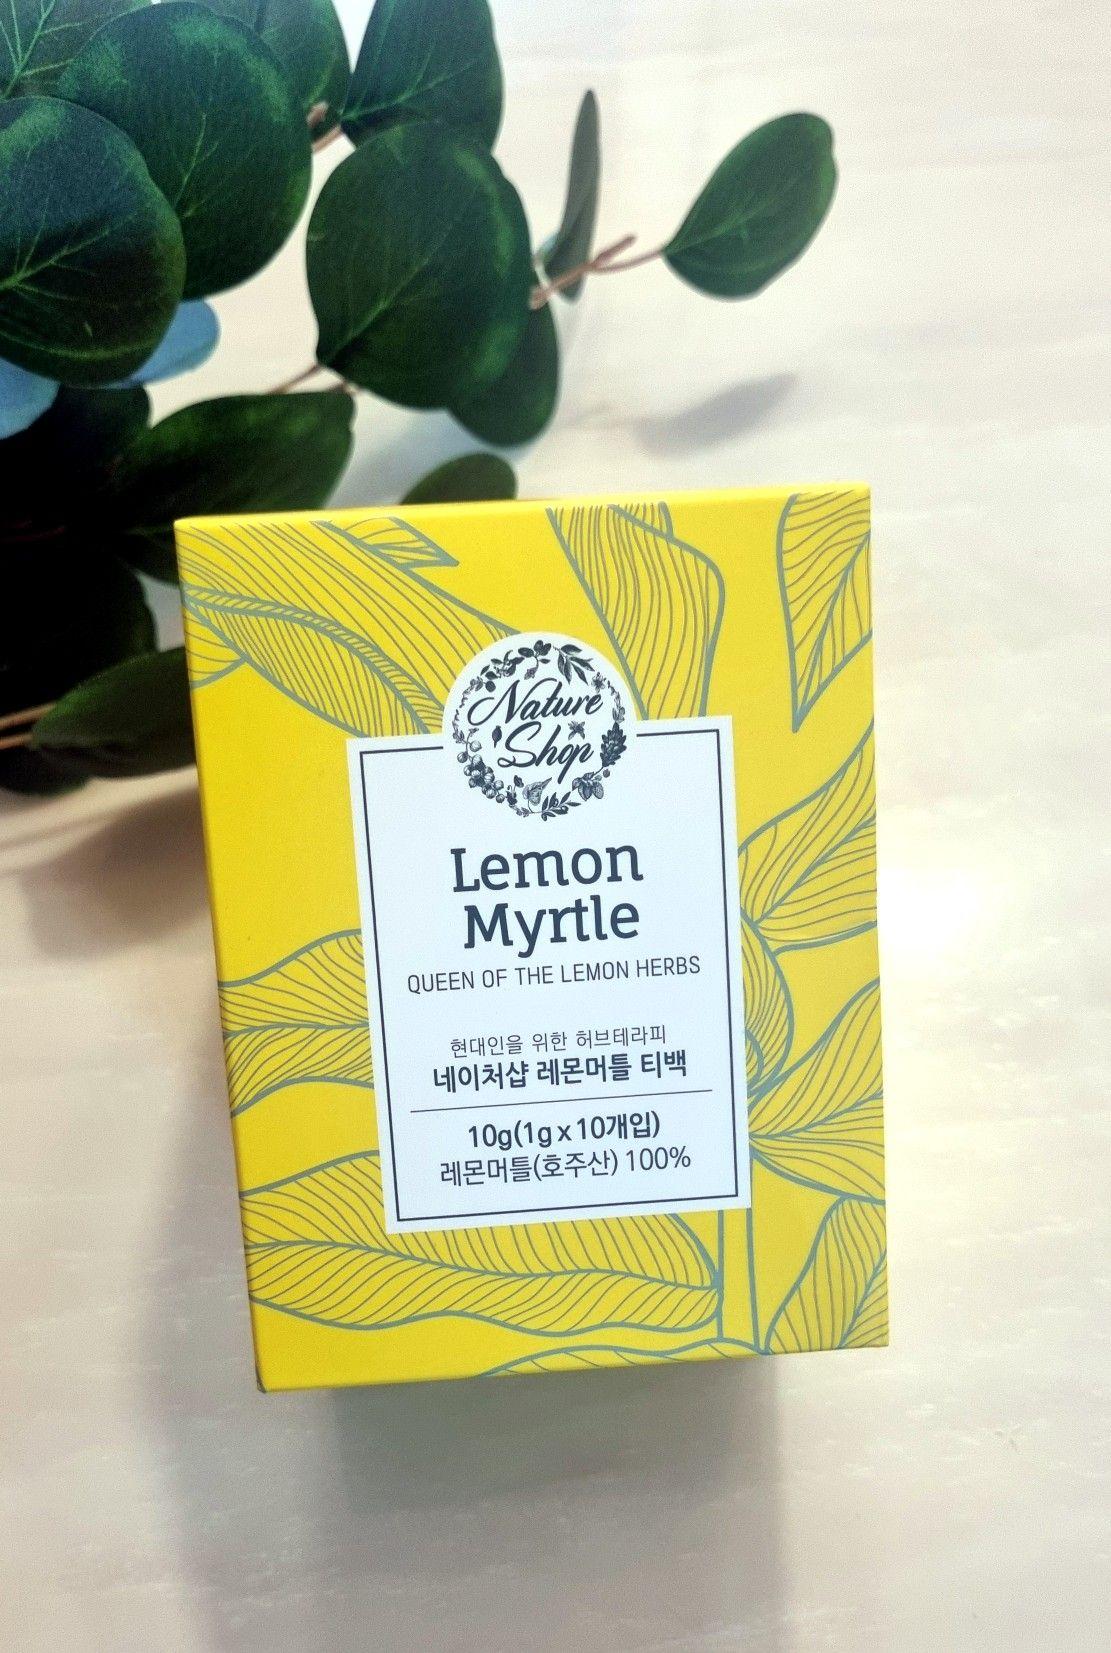 Nature
Shop
Lemon
Myrtle
QUEEN OF THE LEMON HERBS
현대인을 위한 허브테라피
네이처샵 레몬머틀 티백
10g(1g x 10개입)
레몬머틀(호주산) 100%